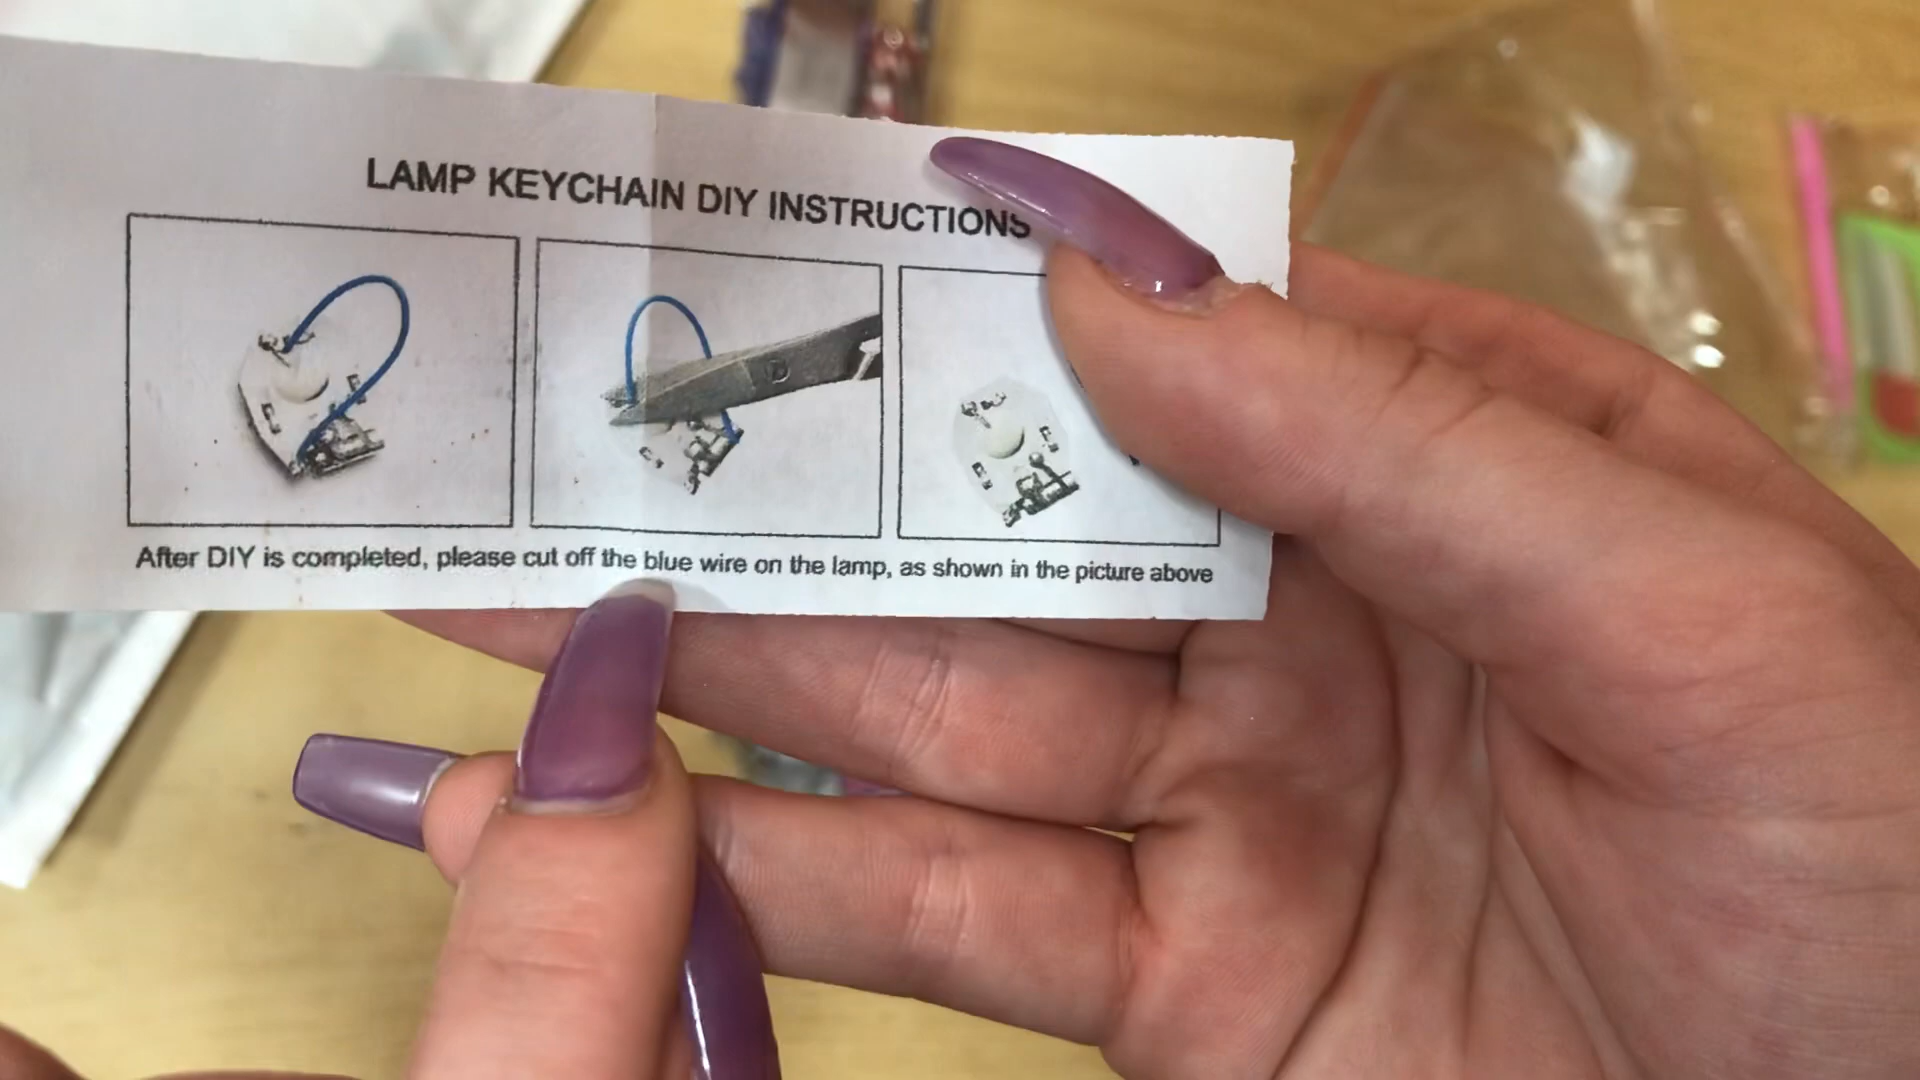 LAMP KEYCHAIN DIY INSTRUCTIONS
After DIY is completed, please cut off the blue wire on the lamp, as shown in the picture above